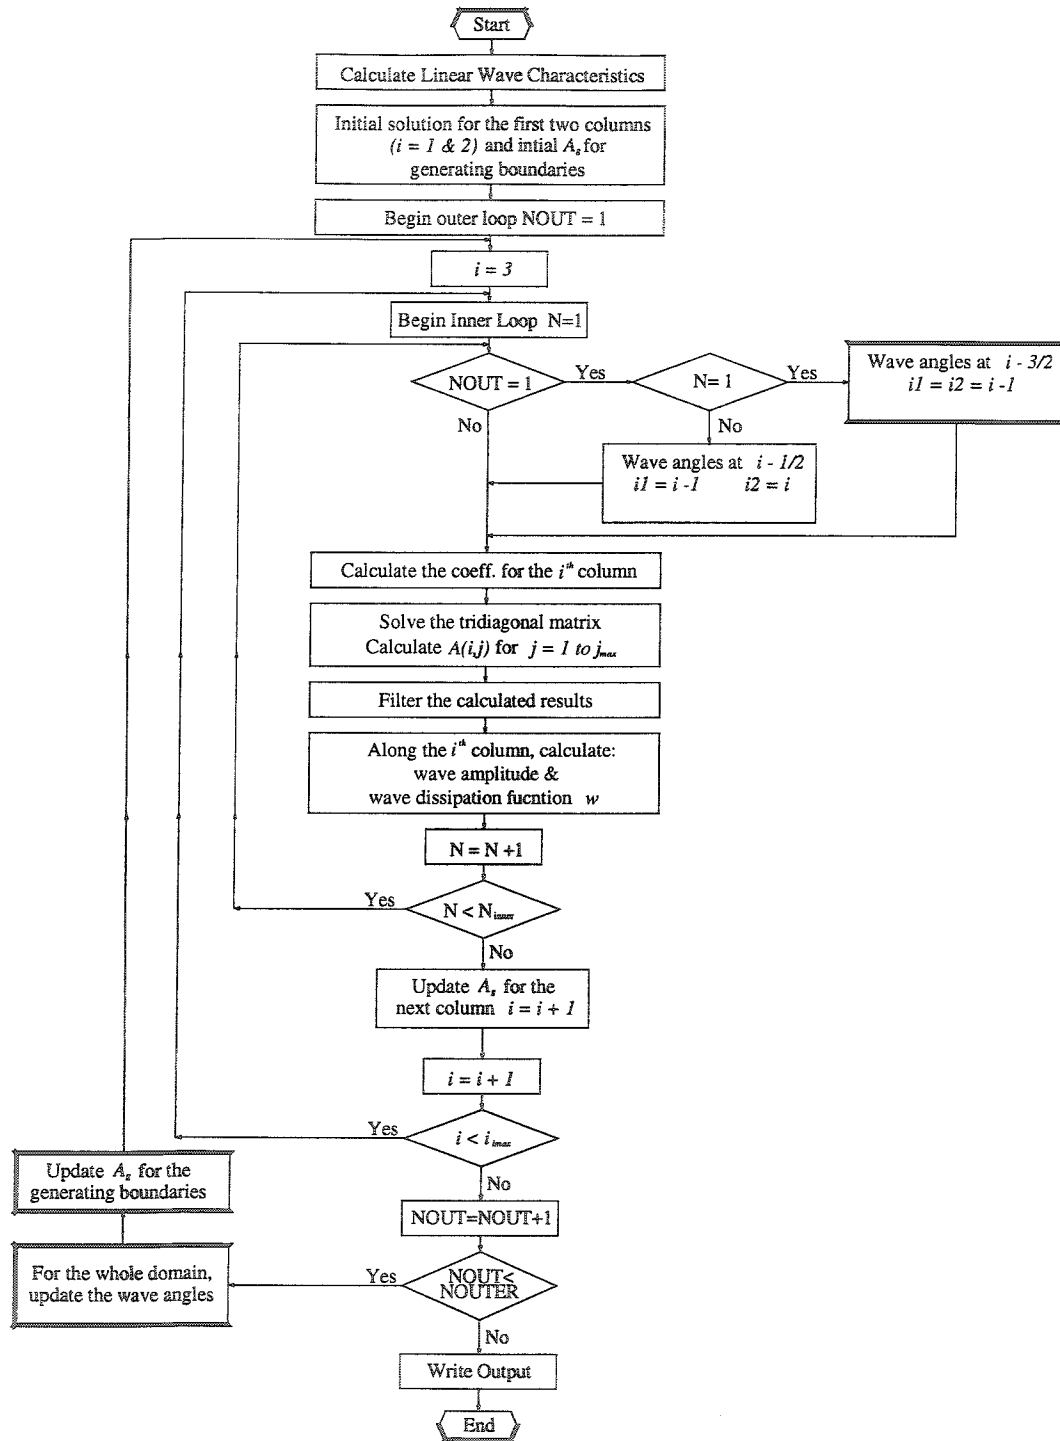 Start
Calculate Linear Wave Characteristics
Initial solution for the first two columns
(i = 1 & 2) and intial Aₛ for
generating boundaries
Begin outer loop NOUT = 1
i = 3
Begin Inner Loop N=1
NOUT = 1
Yes
N= 1
Yes
Wave angles at i - 3/2
i1 = i2 = i -1
No
No
Wave angles at i - 1/2
i1 = i -1 i2 = i
Calculate the coeff. for the iᵗʰ column
Solve the tridiagonal matrix
Calculate A(i,j) for j = 1 to jmax
Filter the calculated results
Along the iᵗʰ column, calculate:
wave amplitude &
wave dissipation fucntion w
N = N +1
Yes
N < Ninner
No
Update Aₛ for the
next column i = i + 1
i = i + 1
Yes
i < iimax
No
Update Aₛ for the
generating boundaries
NOUT=NOUT+1
For the whole domain,
update the wave angles
Yes
NOUT<
NOUTER
No
Write Output
End